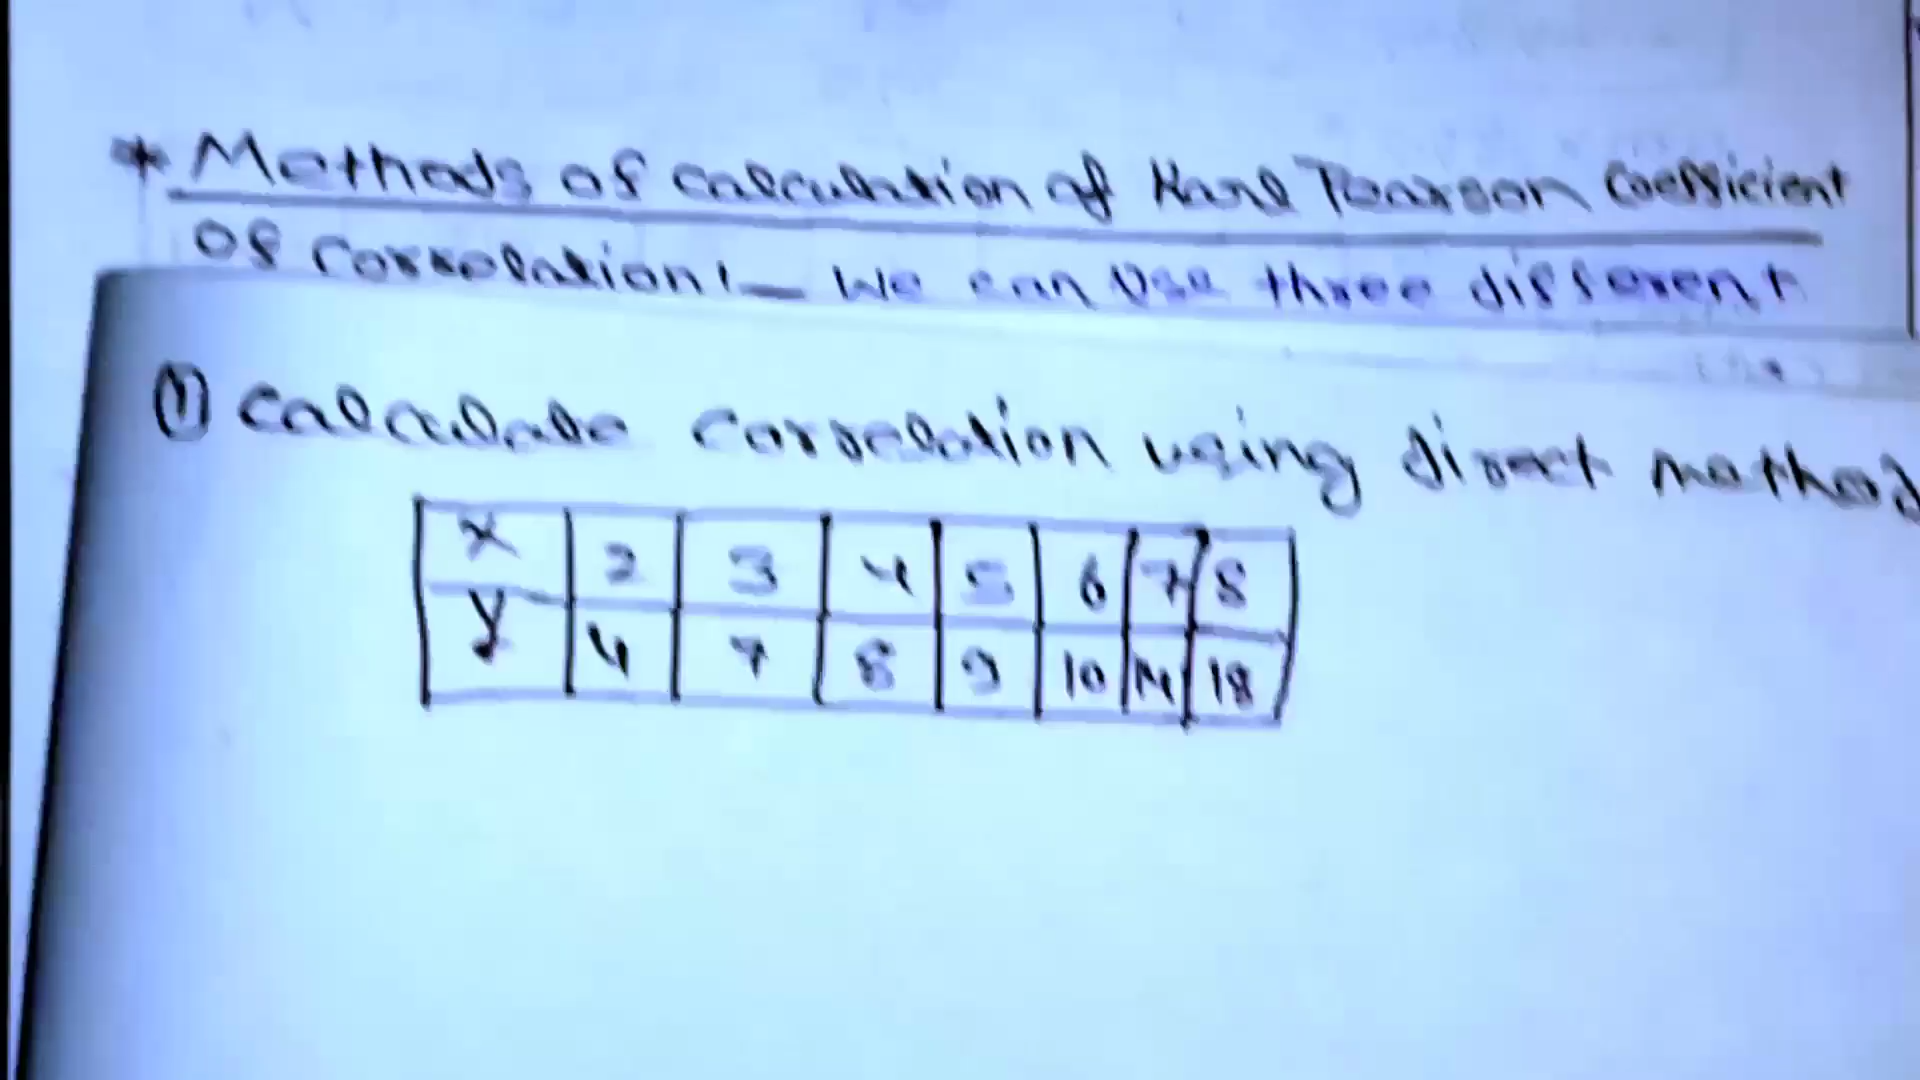 * Methods of calculation of Karl Pearson Coefficient
of Correlation:- We can Use three different
① Calculate correlation using direct method
x 2 3 4 5 6 7 8
y 4 7 8 9 10 14 18